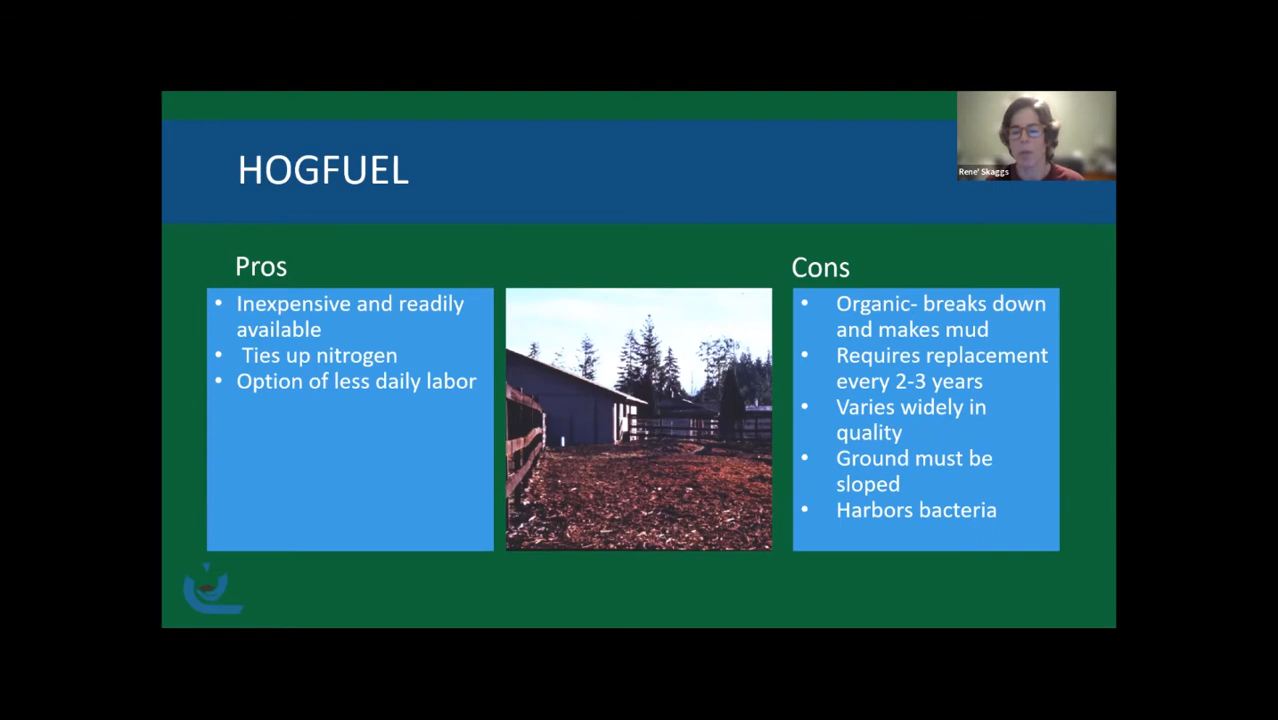 HOGFUEL
Rene' Skaggs
Pros
• Inexpensive and readily
available
• Ties up nitrogen
• Option of less daily labor
Cons
• Organic- breaks down
and makes mud
• Requires replacement
every 2-3 years
• Varies widely in
quality
• Ground must be
sloped
• Harbors bacteria